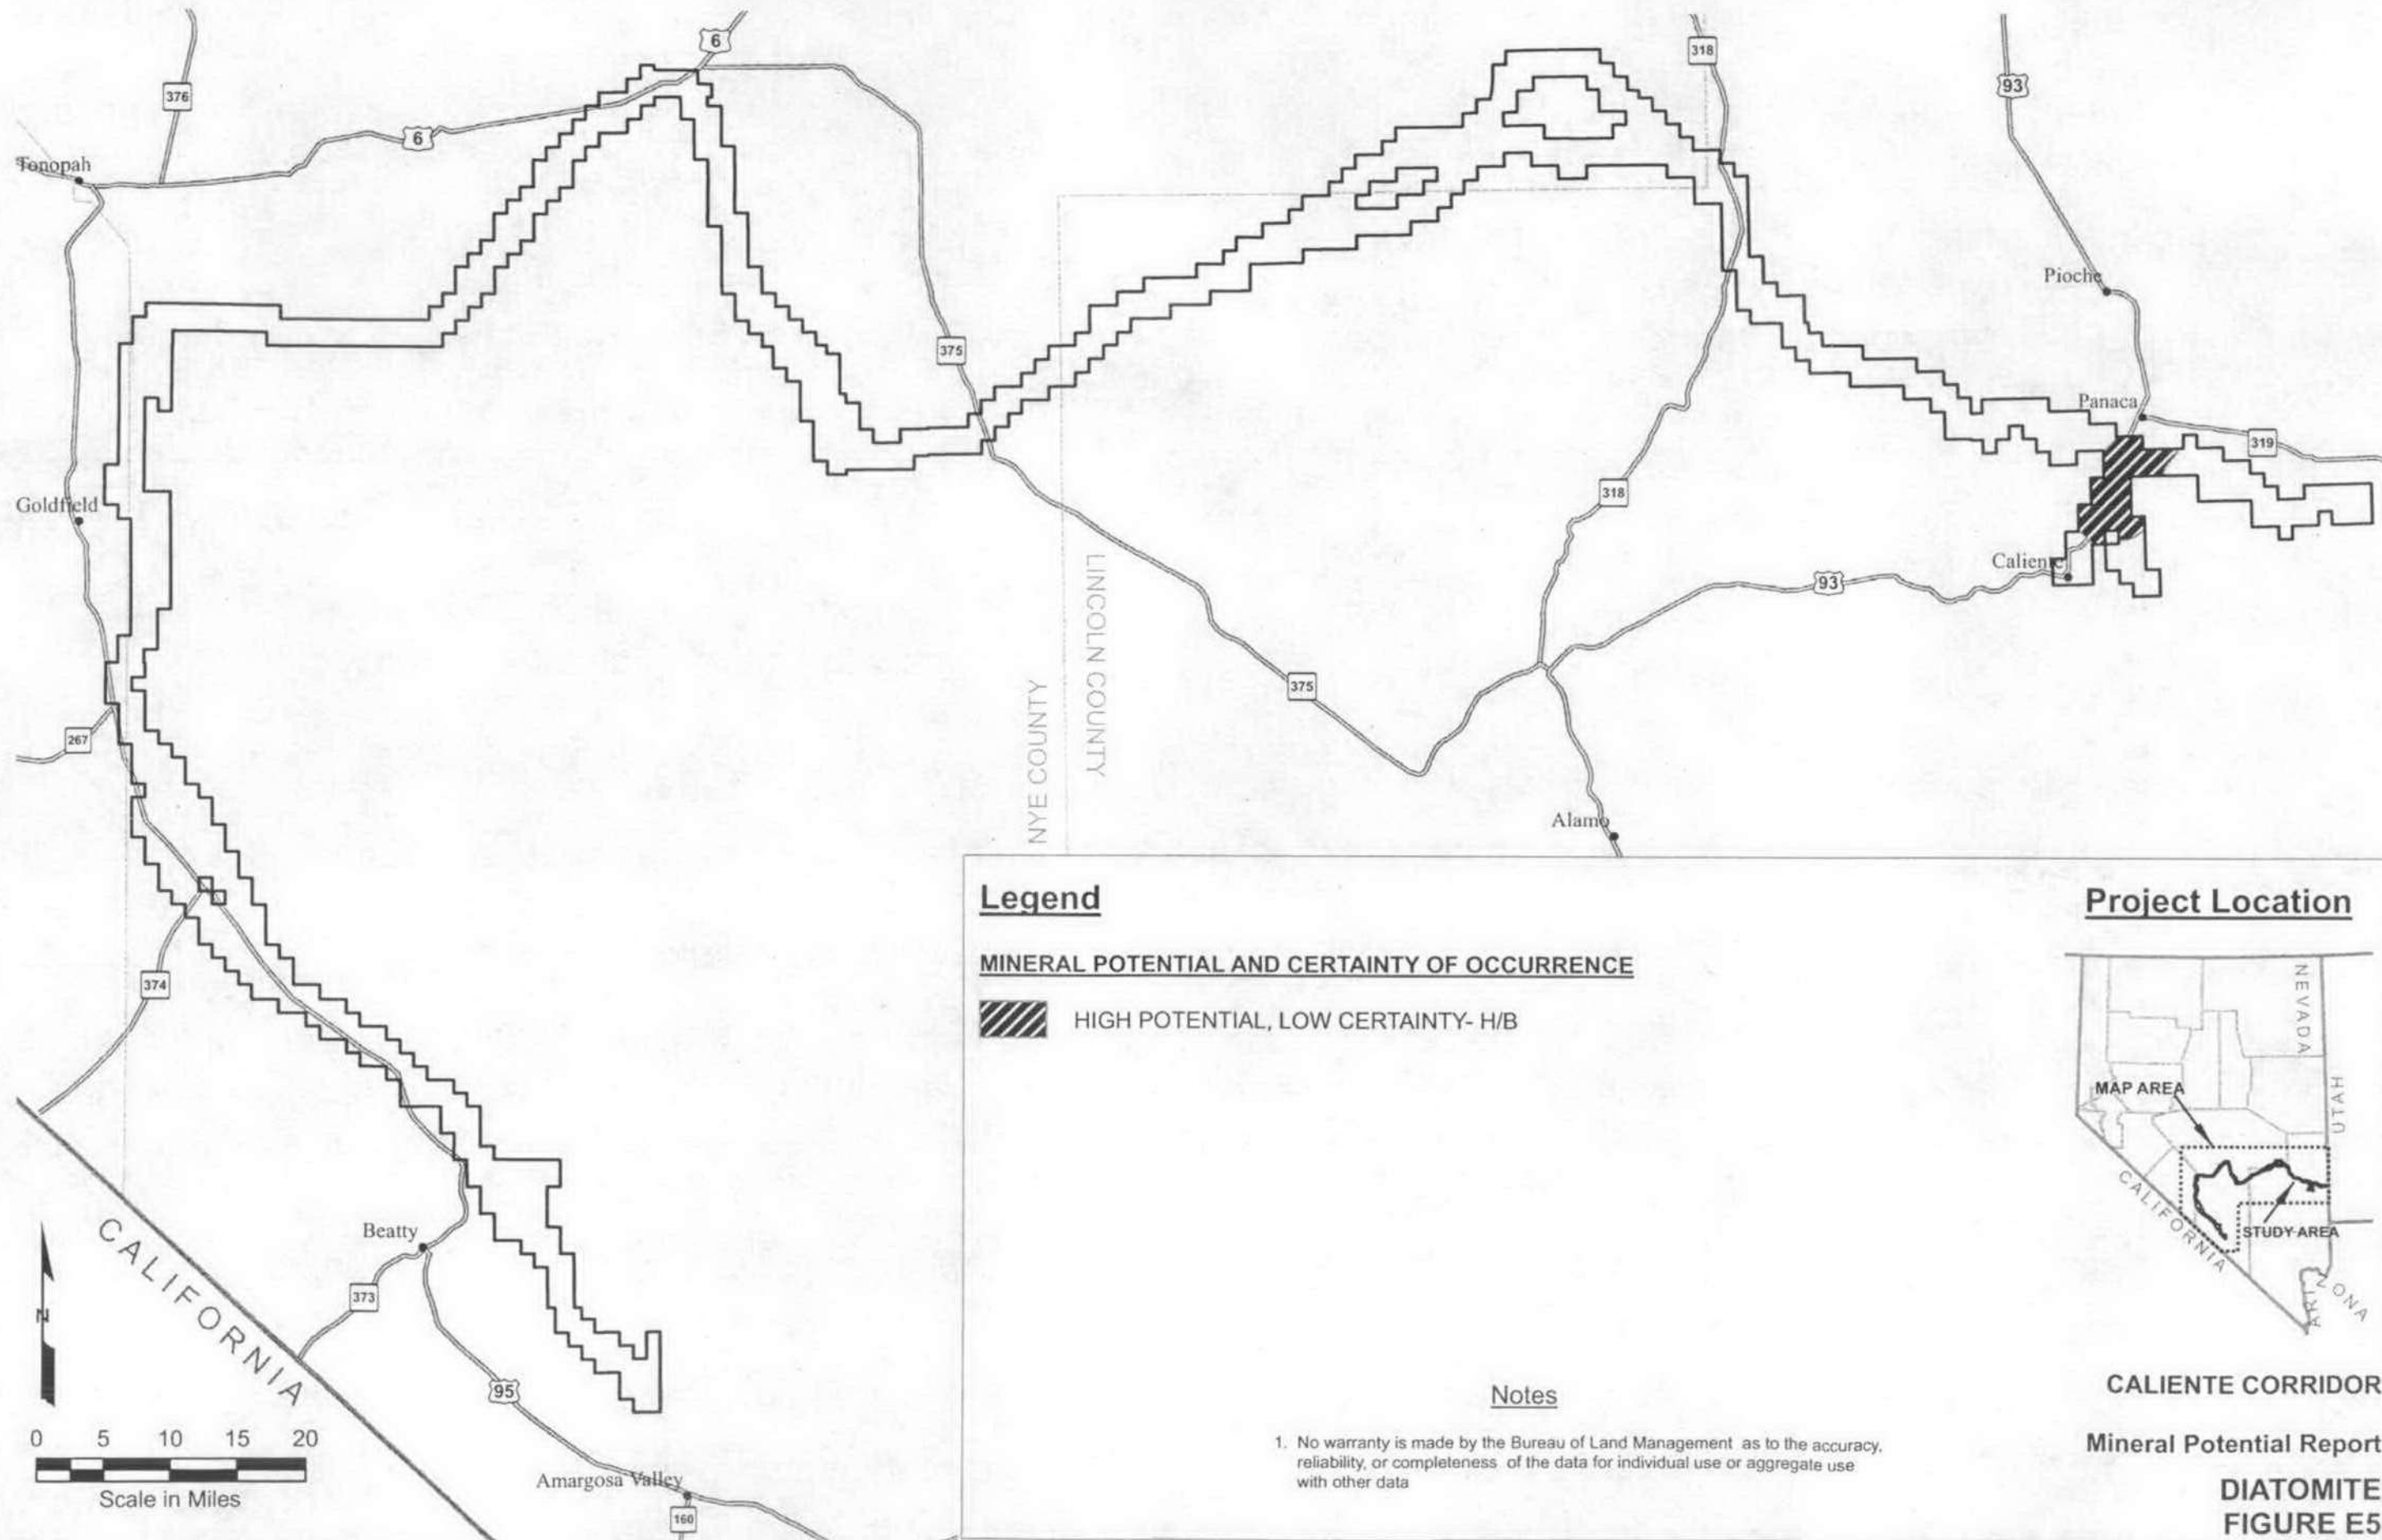 6
318
93
376
6
Tonopah
Pioche
375
Panaca
319
Goldfield
318
Caliente
93
LINCOLN COUNTY
NYE COUNTY
375
267
Alamo
374
Beatty
373
CALIFORNIA
95
Amargosa Valley
160
N
0 5 10 15 20
Scale in Miles
Legend
MINERAL POTENTIAL AND CERTAINTY OF OCCURRENCE
HIGH POTENTIAL, LOW CERTAINTY- H/B
Notes
1. No warranty is made by the Bureau of Land Management as to the accuracy,
reliability, or completeness of the data for individual use or aggregate use
with other data
Project Location
NEVADA
UTAH
MAP AREA
CALIFORNIA
STUDY AREA
ARIZONA
CALIENTE CORRIDOR
Mineral Potential Report
DIATOMITE
FIGURE E5